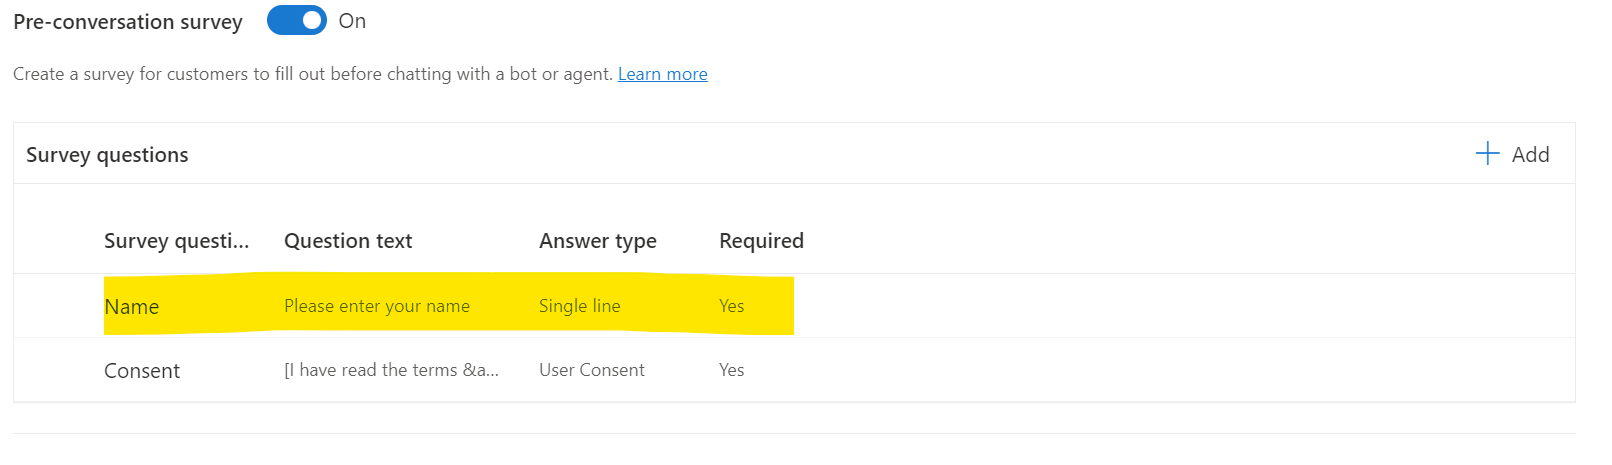 Pre-conversation survey On
Create a survey for customers to fill out before chatting with a bot or agent. Learn more
Survey questions Add
Survey questi... Question text Answer type Required
Name Please enter your name Single line Yes
Consent [I have read the terms &a... User Consent Yes